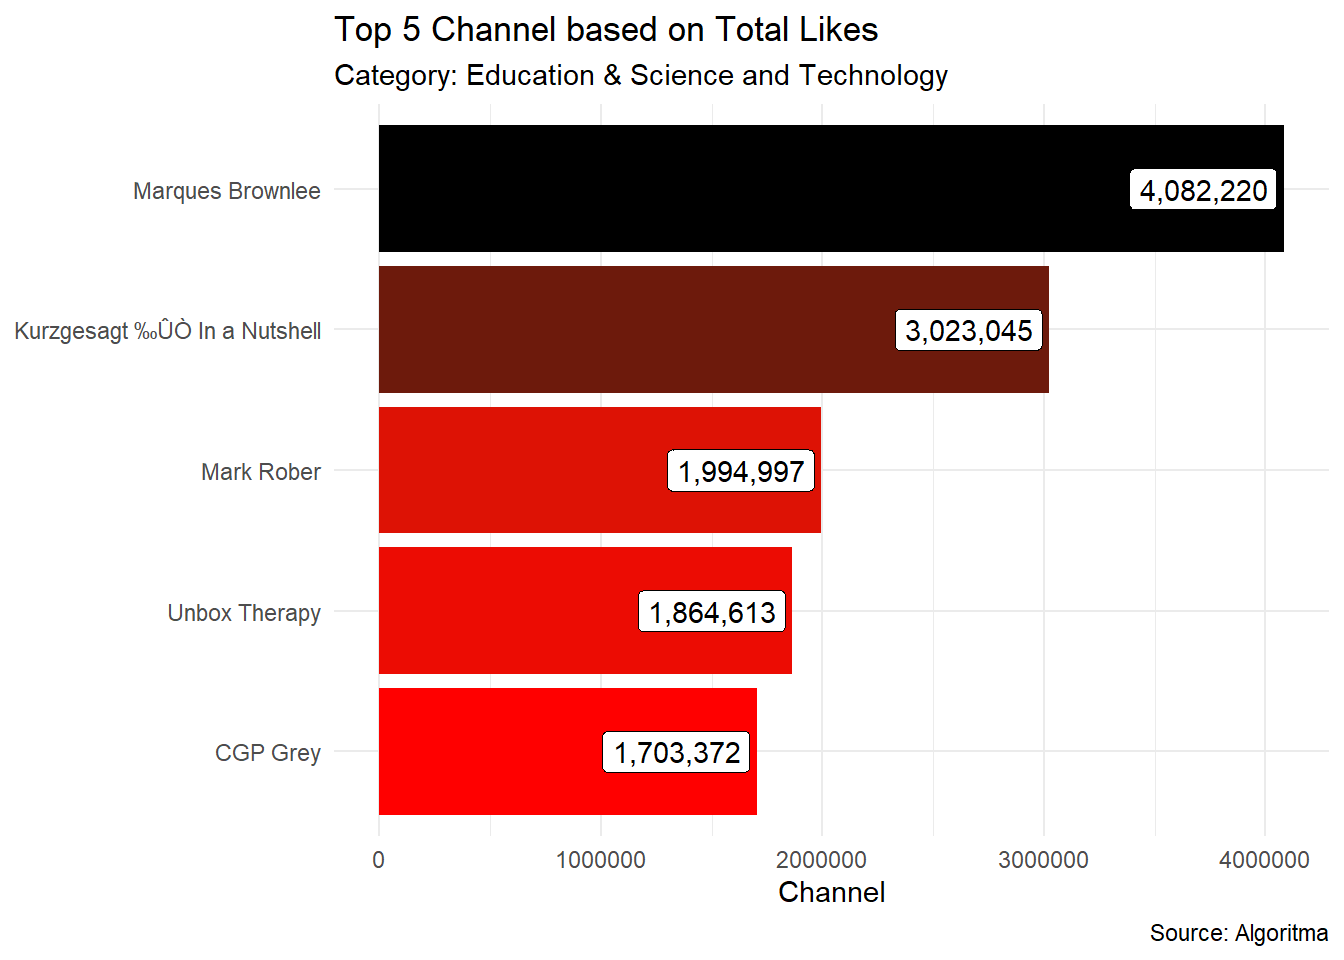 Top 5 Channel based on Total Likes
Category: Education & Science and Technology
Marques Brownlee
4,082,220
Kurzgesagt ‰ÛÒ In a Nutshell
3,023,045
Mark Rober
1,994,997
Unbox Therapy
1,864,613
CGP Grey
1,703,372
0 1000000 2000000 3000000 4000000
Channel
Source: Algoritma